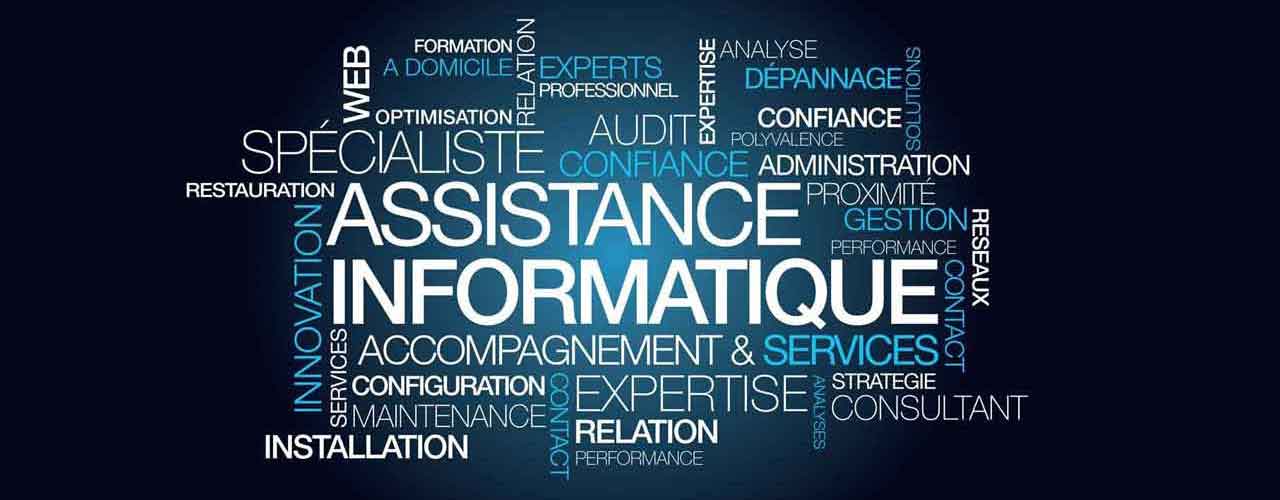 WEB
FORMATION
A DOMICILE
OPTIMISATION
RELATION
EXPERTS
PROFESSIONNEL
EXPERTISE
ANALYSE
DÉPANNAGE
SOLUTIONS
CONFIANCE
POLYVALENCE
SPÉCIALISTE
AUDIT
CONFIANCE
ADMINISTRATION
RESTAURATION
ASSISTANCE
PROXIMITÉ
GESTION
PERFORMANCE
RESEAUX
INNOVATION
INFORMATIQUE
CONTACT
SERVICES
ACCOMPAGNEMENT & SERVICES
CONFIGURATION
MAINTENANCE
INSTALLATION
CONTACT
EXPERTISE
RELATION
PERFORMANCE
ANALYSES
STRATEGIE
CONSULTANT